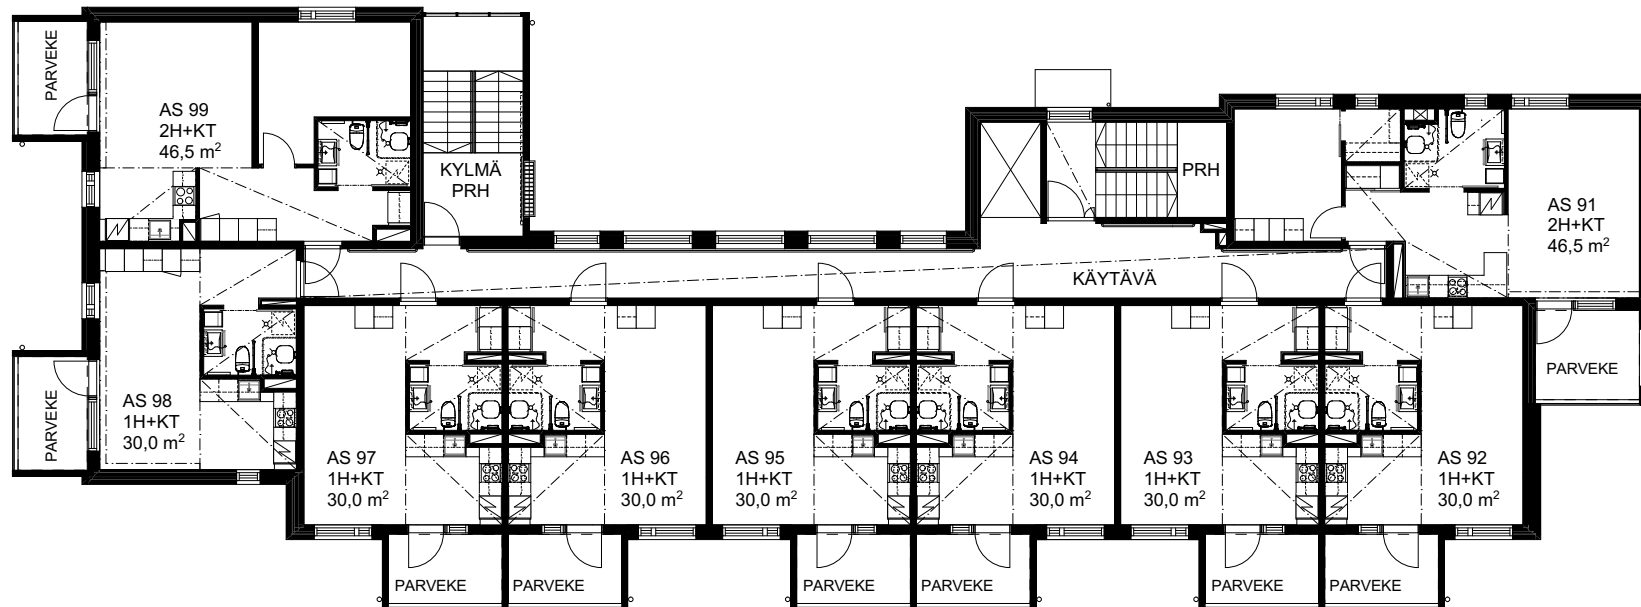 PARVEKE
AS 99
2H+KT
46,5 m²
KYLMÄ
PRH
PRH
AS 91
2H+KT
46,5 m²
KÄYTÄVÄ
PARVEKE
PARVEKE
AS 98
1H+KT
30,0 m²
AS 97
1H+KT
30,0 m²
AS 96
1H+KT
30,0 m²
AS 95
1H+KT
30,0 m²
AS 94
1H+KT
30,0 m²
AS 93
1H+KT
30,0 m²
AS 92
1H+KT
30,0 m²
PARVEKE
PARVEKE
PARVEKE
PARVEKE
PARVEKE
PARVEKE